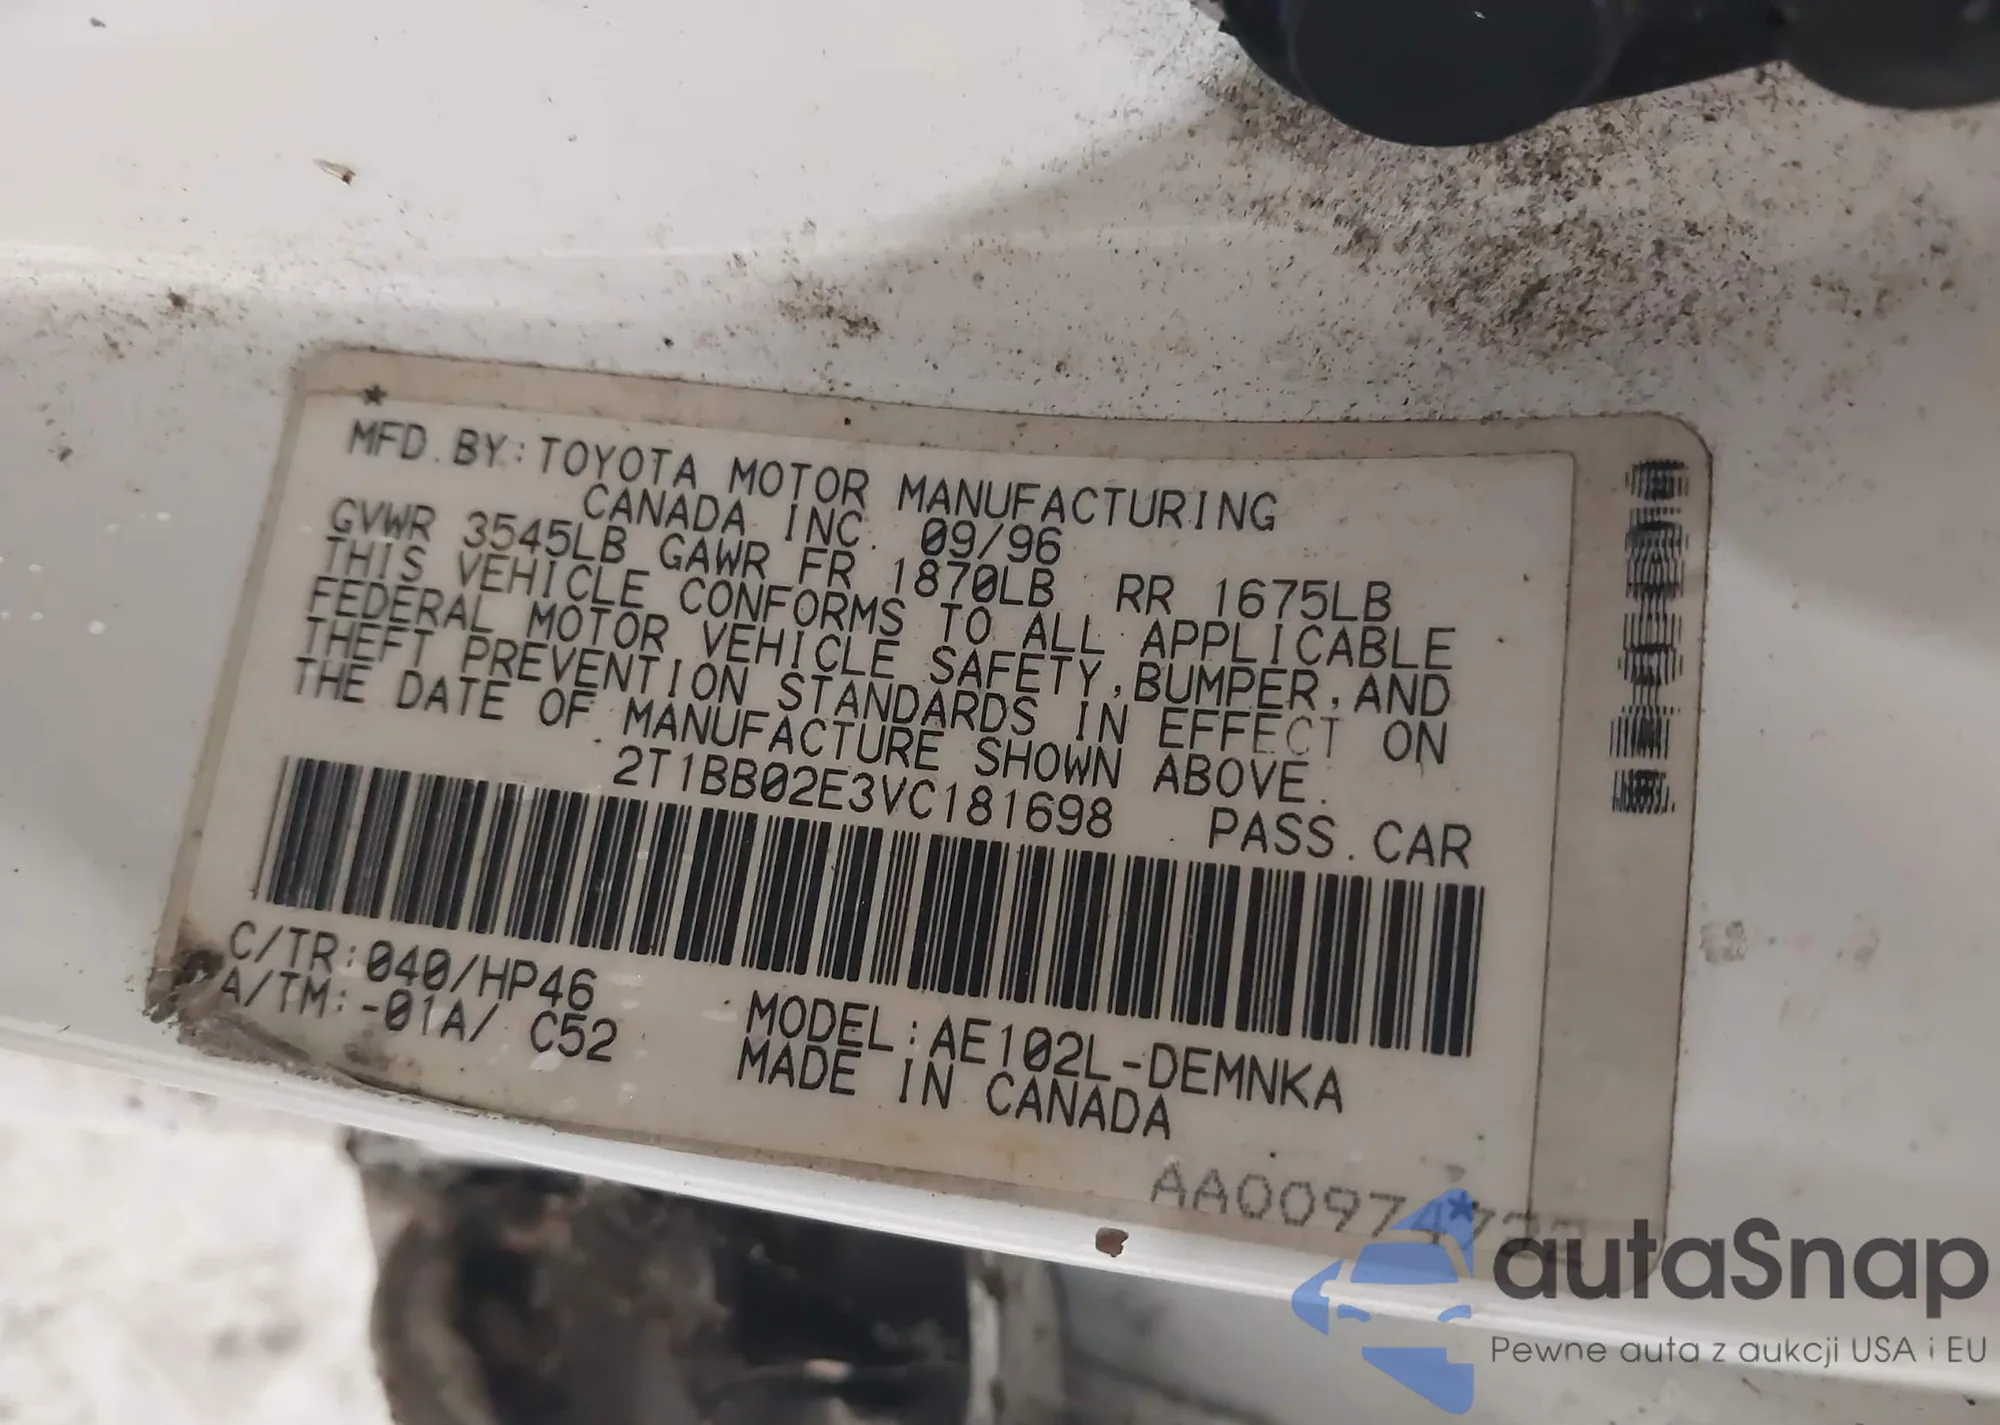 MFD. BY: TOYOTA MOTOR MANUFACTURING
CANADA INC. 09/96
GVWR 3545LB GAWR FR 1870LB RR 1675LB
THIS VEHICLE CONFORMS TO ALL APPLICABLE
FEDERAL MOTOR VEHICLE SAFETY, BUMPER, AND
THEFT PREVENTION STANDARDS IN EFFECT ON
THE DATE OF MANUFACTURE SHOWN ABOVE.
2T1BB02E3VC181698 PASS. CAR
C/TR: 040/HP46
A/TM: -01A/ C52
MODEL: AE102L-DEMNKA
MADE IN CANADA
autaSnap
Pewne auta z aukcji USA i EU